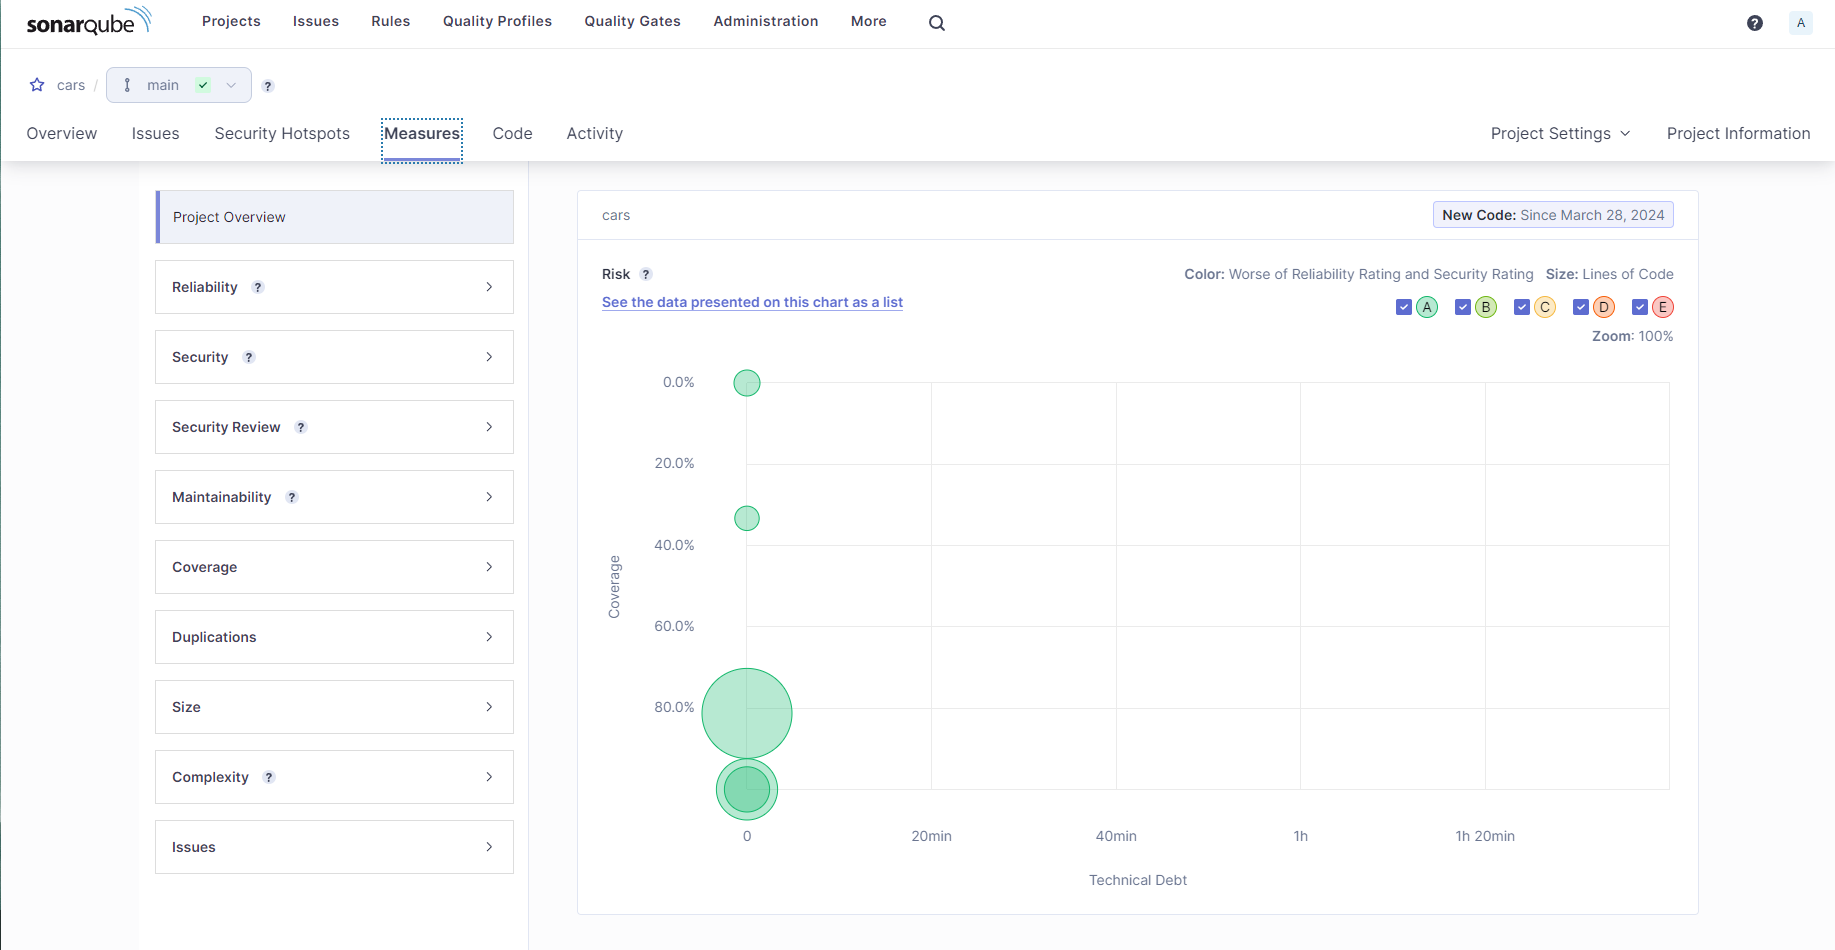 sonarqube Projects Issues Rules Quality Profiles Quality Gates Administration More ? A
cars / main ?
Overview Issues Security Hotspots Measures Code Activity Project Settings Project Information
Project Overview
Reliability ?
Security ?
Security Review ?
Maintainability ?
Coverage
Duplications
Size
Complexity ?
Issues
cars New Code: Since March 28, 2024
Risk ? Color: Worse of Reliability Rating and Security Rating Size: Lines of Code
See the data presented on this chart as a list
A B C D E
Zoom: 100%
0.0%
20.0%
40.0%
60.0%
80.0%
Coverage
0 20min 40min 1h 1h 20min
Technical Debt